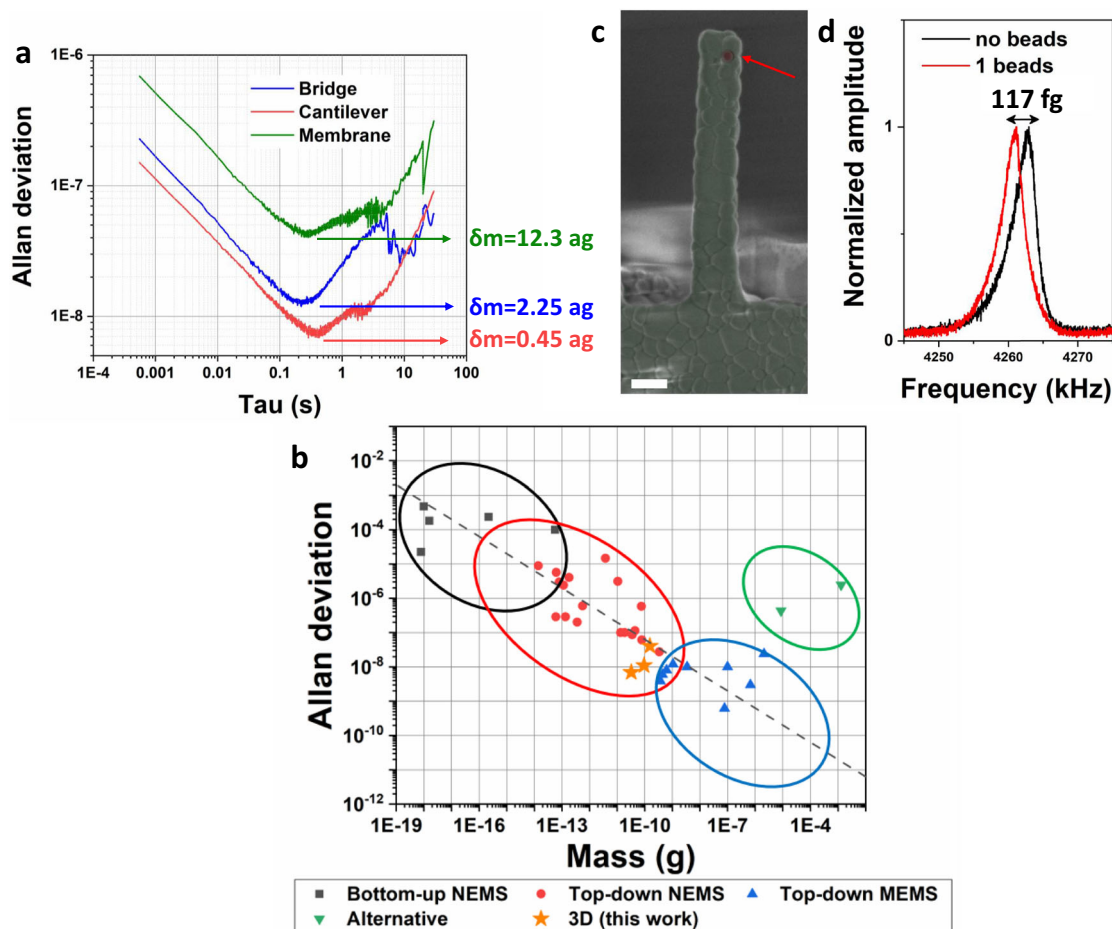 a
1E-6
1E-7
1E-8
Allan deviation
Bridge
Cantilever
Membrane
δm=12.3 ag
δm=2.25 ag
δm=0.45 ag
1E-4 0.001 0.01 0.1 1 10 100
Tau (s)
c
d
no beads
1 beads
117 fg
Normalized amplitude
1
0
4250 4260 4270
Frequency (kHz)
b
10-2
10-4
10-6
10-8
10-10
10-12
Allan deviation
1E-19 1E-16 1E-13 1E-10 1E-7 1E-4
Mass (g)
Bottom-up NEMS Top-down NEMS Top-down MEMS
Alternative 3D (this work)